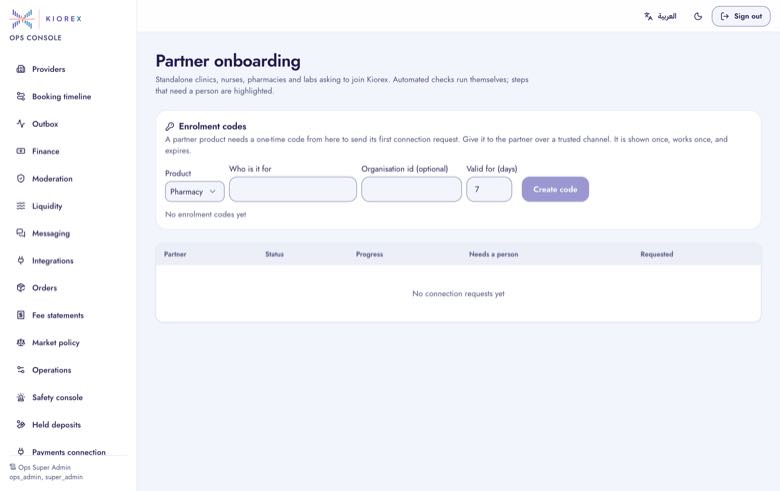 KIOREX
OPS CONSOLE
العربية
Sign out
Providers
Booking timeline
Outbox
Finance
Moderation
Liquidity
Messaging
Integrations
Orders
Fee statements
Market policy
Operations
Safety console
Held deposits
Payments connection
Ops Super Admin
ops_admin, super_admin
Partner onboarding
Standalone clinics, nurses, pharmacies and labs asking to join Kiorex. Automated checks run themselves; steps
that need a person are highlighted.
Enrolment codes
A partner product needs a one-time code from here to send its first connection request. Give it to the partner over a trusted channel. It is shown once, works once, and
expires.
Product
Who is it for
Organisation id (optional)
Valid for (days)
Pharmacy
7
Create code
No enrolment codes yet
Partner Status Progress Needs a person Requested
No connection requests yet